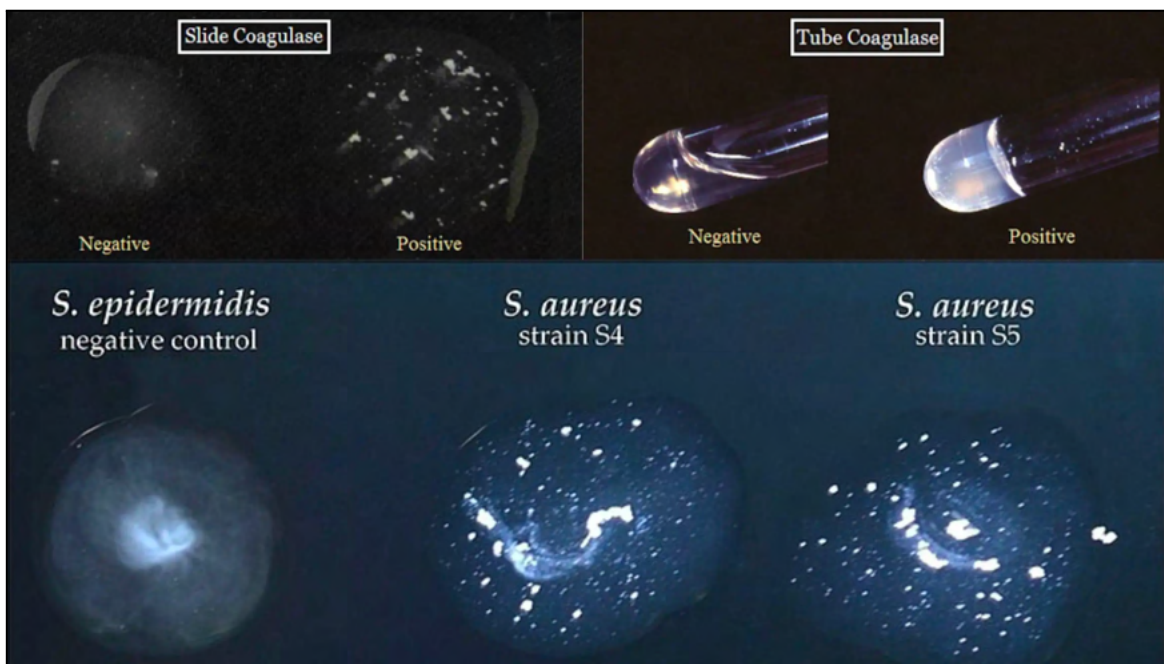 Slide Coagulase
Tube Coagulase
Negative
Positive
Negative
Positive
S. epidermidis
negative control
S. aureus
strain S4
S. aureus
strain S5